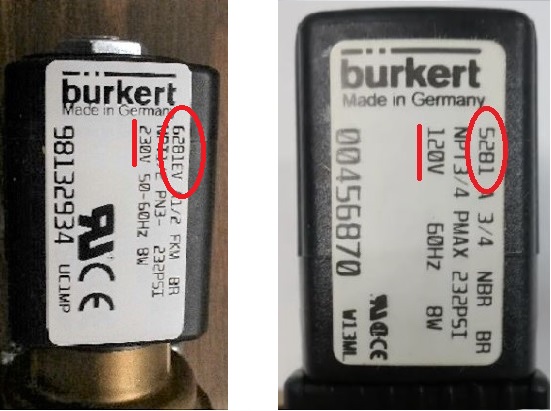 bürkert
Made in Germany
6281EV 1/2 FKM BR
PN3- 232PSI
230V 50-60Hz 8W
98132934
UC1MP
bürkert
Made in Germany
5281 A 3/4 NBR BR
NPT3/4 PMAX 232PSI
120V 60Hz 8W
00456870
W13ML